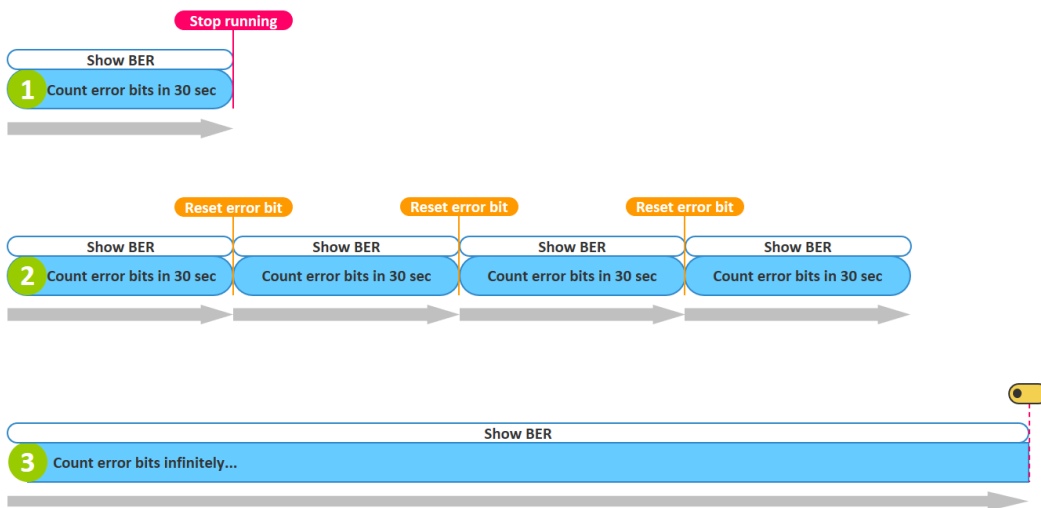 Stop running
Show BER
1 Count error bits in 30 sec
Reset error bit Reset error bit Reset error bit
Show BER Show BER Show BER Show BER
2 Count error bits in 30 sec Count error bits in 30 sec Count error bits in 30 sec Count error bits in 30 sec
Show BER
3 Count error bits infinitely...